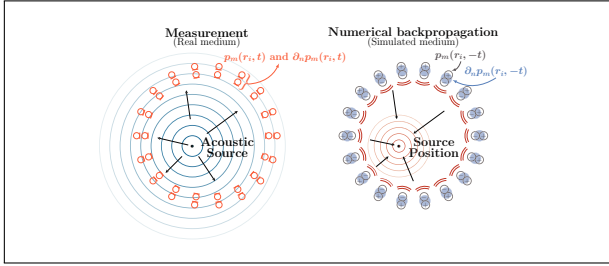 Measurement
(Real medium)
p_m(r_i, t) and ∂_n p_m(r_i, t)
Acoustic
Source
Numerical backpropagation
(Simulated medium)
p_m(r_i, −t)
∂_n p_m(r_i, −t)
Source
Position